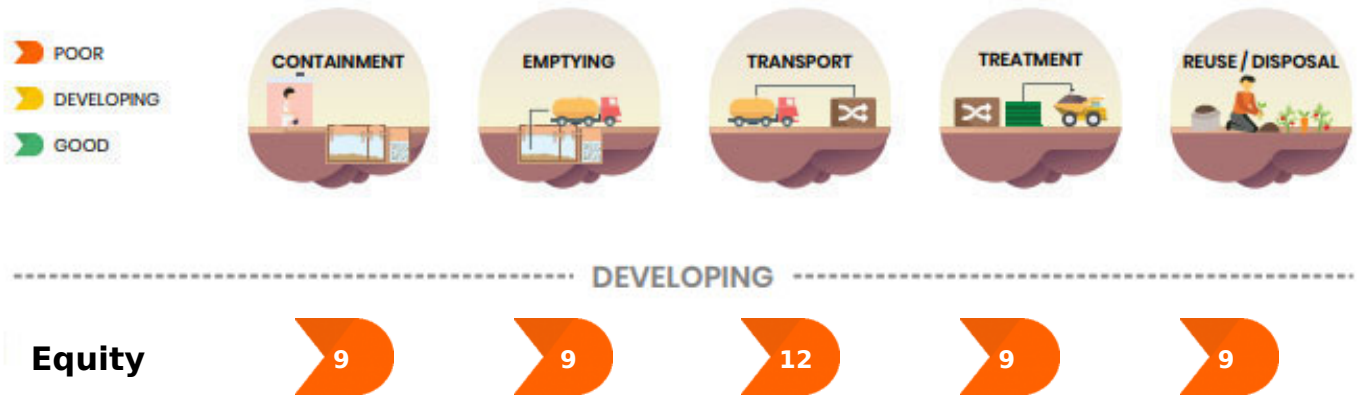 POOR
DEVELOPING
GOOD
CONTAINMENT
EMPTYING
TRANSPORT
TREATMENT
REUSE / DISPOSAL
DEVELOPING
Equity 9 9 12 9 9